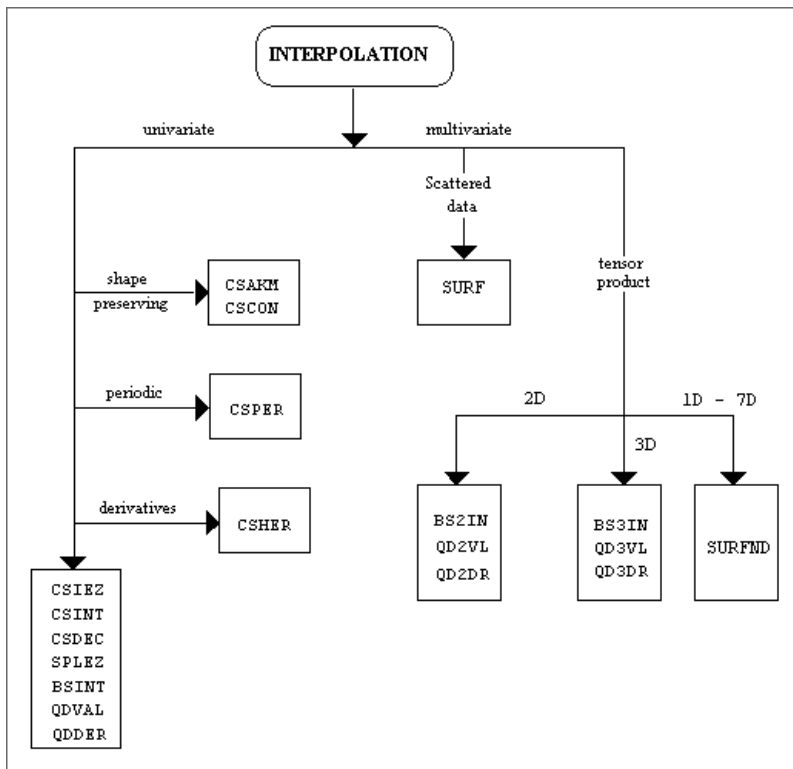 INTERPOLATION
univariate
multivariate
Scattered
data
tensor
product
shape
preserving
CSAKM
CSCON
SURF
periodic
CSPER
2D
1D - 7D
3D
derivatives
CSHER
BS2IN
QD2VL
QD2DR
BS3IN
QD3VL
QD3DR
SURFND
CSIEZ
CSINT
CSDEC
SPLEZ
BSINT
QDVAL
QDDER